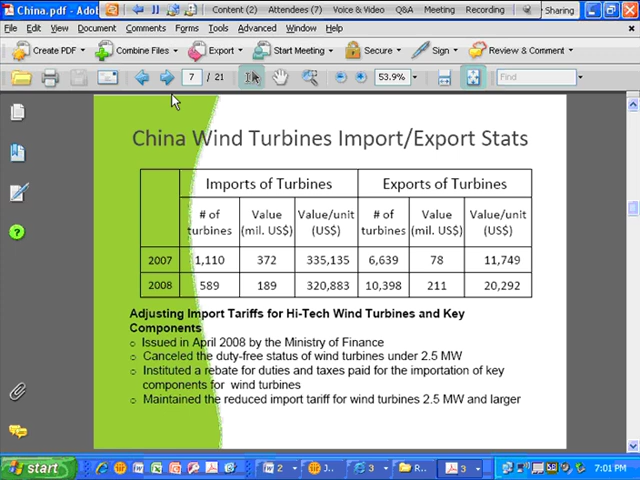 China.pdf - Adob
Content (2) Attendees (7) Voice & Video Q&A Meeting Recording Sharing
File Edit View Document Comments Forms Tools Advanced Window Help
Create PDF Combine Files Export Start Meeting Secure Sign Review & Comment
7 / 21 53.9% Find
China Wind Turbines Import/Export Stats
Imports of Turbines Exports of Turbines
# of turbines Value (mil. US$) Value/unit (US$) # of turbines Value (mil. US$) Value/unit (US$)
2007 1,110 372 335,135 6,639 78 11,749
2008 589 189 320,883 10,398 211 20,292
Adjusting Import Tariffs for Hi-Tech Wind Turbines and Key
Components
Issued in April 2008 by the Ministry of Finance
Canceled the duty-free status of wind turbines under 2.5 MW
Instituted a rebate for duties and taxes paid for the importation of key
components for wind turbines
Maintained the reduced import tariff for wind turbines 2.5 MW and larger
start 2 J... 3 R... 3 7:01 PM